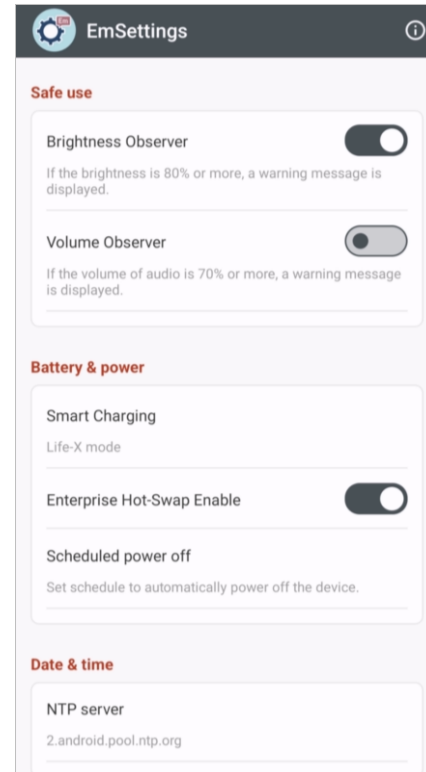 Em
EmSettings
Safe use
Brightness Observer
If the brightness is 80% or more, a warning message is
displayed.
Volume Observer
If the volume of audio is 70% or more, a warning message
is displayed.
Battery & power
Smart Charging
Life-X mode
Enterprise Hot-Swap Enable
Scheduled power off
Set schedule to automatically power off the device.
Date & time
NTP server
2.android.pool.ntp.org